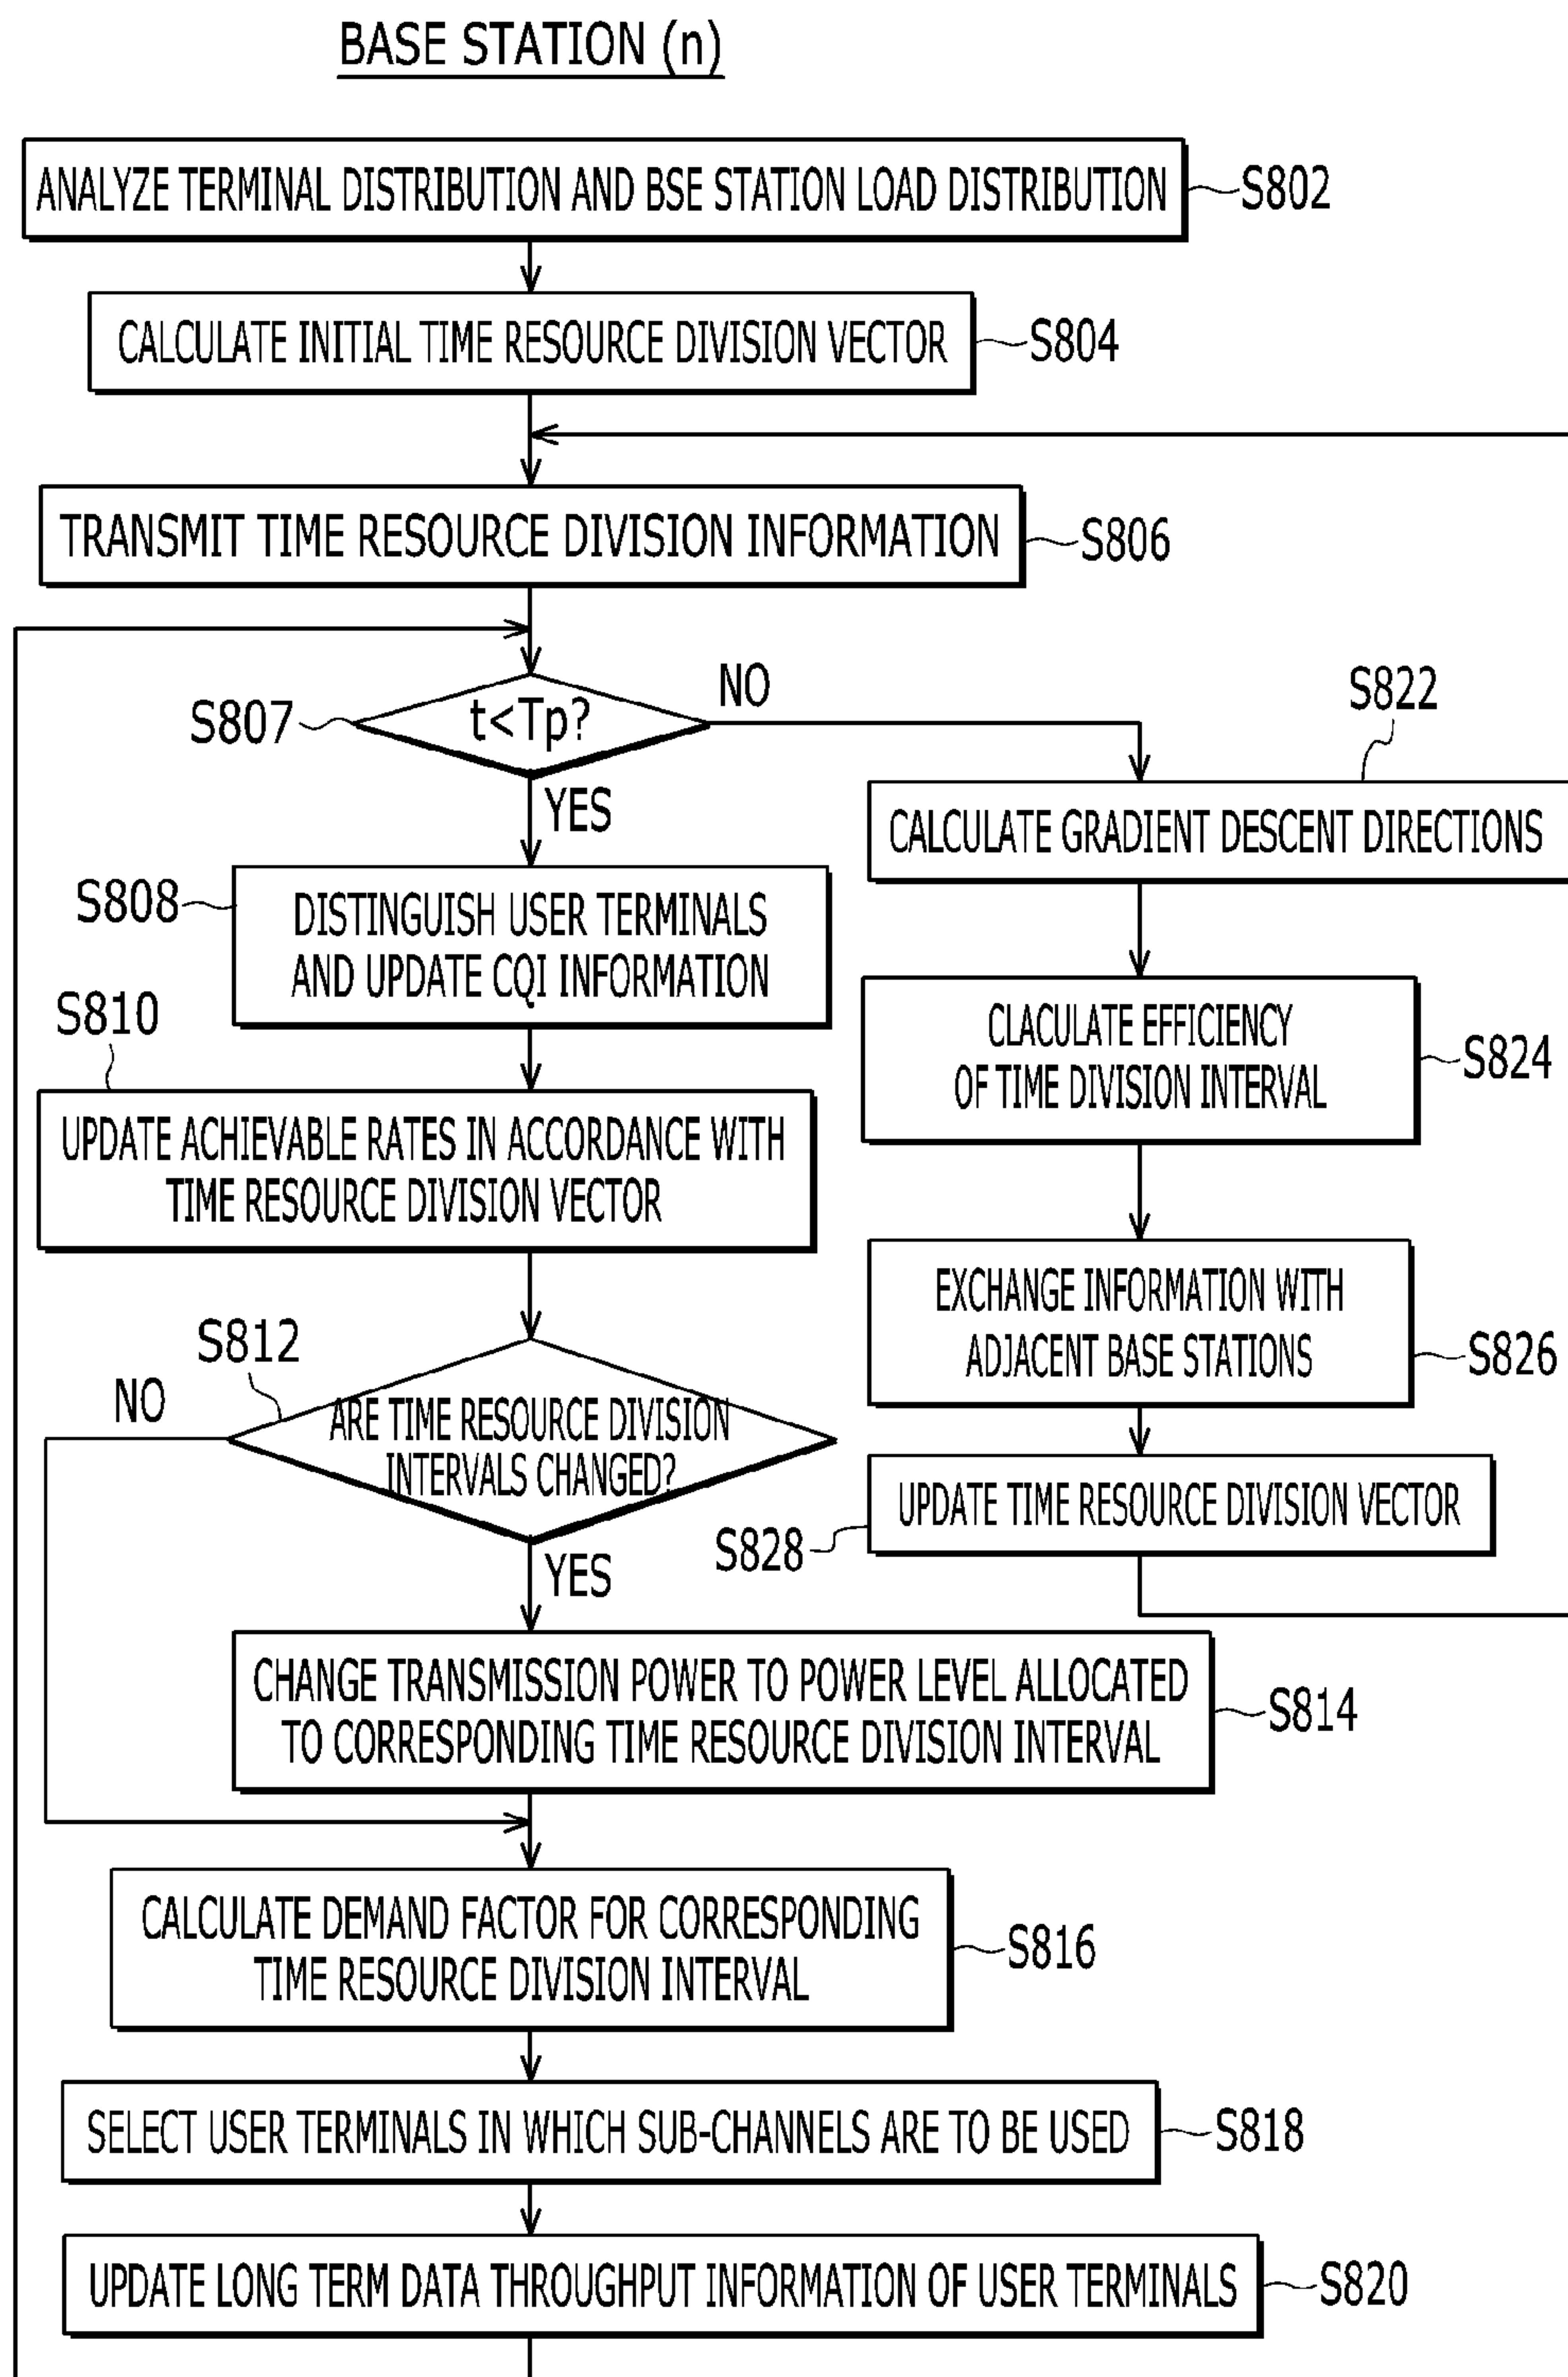 BASE STATION (n)
ANALYZE TERMINAL DISTRIBUTION AND BSE STATION LOAD DISTRIBUTION
S802
CALCULATE INITIAL TIME RESOURCE DIVISION VECTOR
S804
TRANSMIT TIME RESOURCE DIVISION INFORMATION
S806
S807
t<Tp?
NO
YES
S822
CALCULATE GRADIENT DESCENT DIRECTIONS
S808
DISTINGUISH USER TERMINALS
AND UPDATE CQI INFORMATION
CLACULATE EFFICIENCY
OF TIME DIVISION INTERVAL
S824
S810
UPDATE ACHIEVABLE RATES IN ACCORDANCE WITH
TIME RESOURCE DIVISION VECTOR
EXCHANGE INFORMATION WITH
ADJACENT BASE STATIONS
S826
S812
NO
ARE TIME RESOURCE DIVISION
INTERVALS CHANGED?
YES
UPDATE TIME RESOURCE DIVISION VECTOR
S828
CHANGE TRANSMISSION POWER TO POWER LEVEL ALLOCATED
TO CORRESPONDING TIME RESOURCE DIVISION INTERVAL
S814
CALCULATE DEMAND FACTOR FOR CORRESPONDING
TIME RESOURCE DIVISION INTERVAL
S816
SELECT USER TERMINALS IN WHICH SUB-CHANNELS ARE TO BE USED
S818
UPDATE LONG TERM DATA THROUGHPUT INFORMATION OF USER TERMINALS
S820